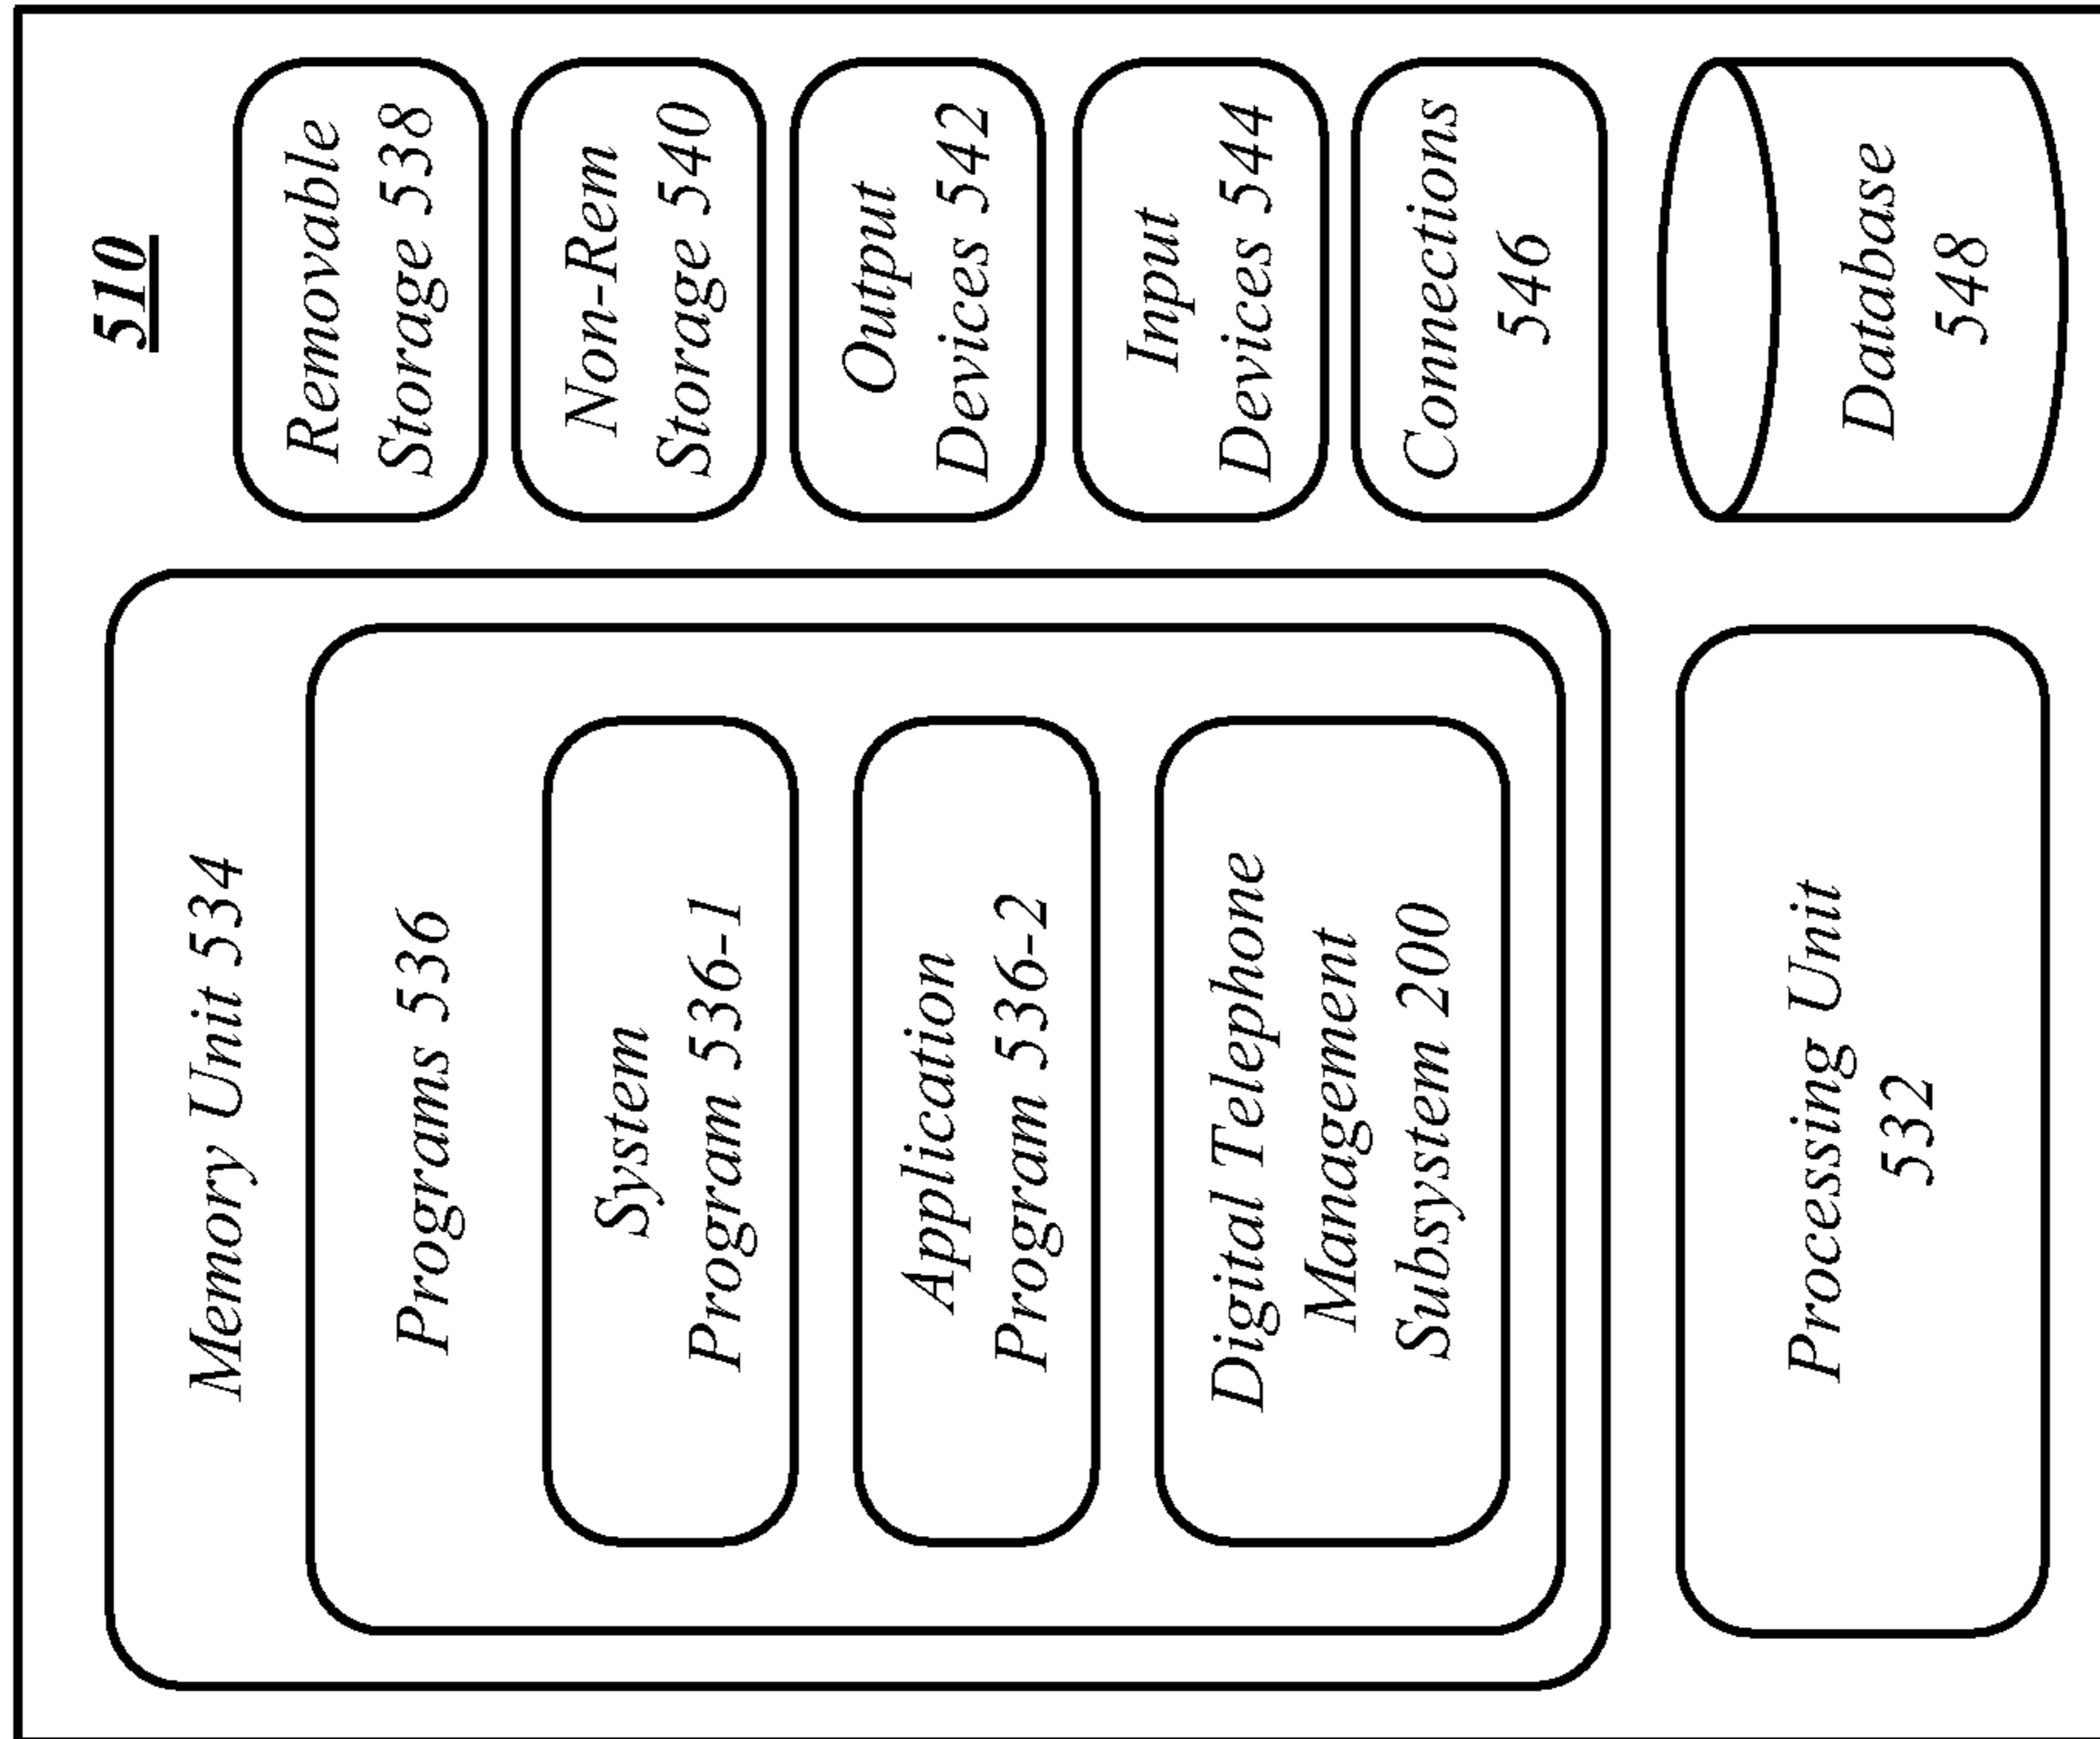 510
Memory Unit 534
Programs 536
System
Program 536-1
Application
Program 536-2
Digital Telephone
Management
Subsystem 200
Processing Unit
532
Removable
Storage 538
Non-Rem
Storage 540
Output
Devices 542
Input
Devices 544
Connections
546
Database
548